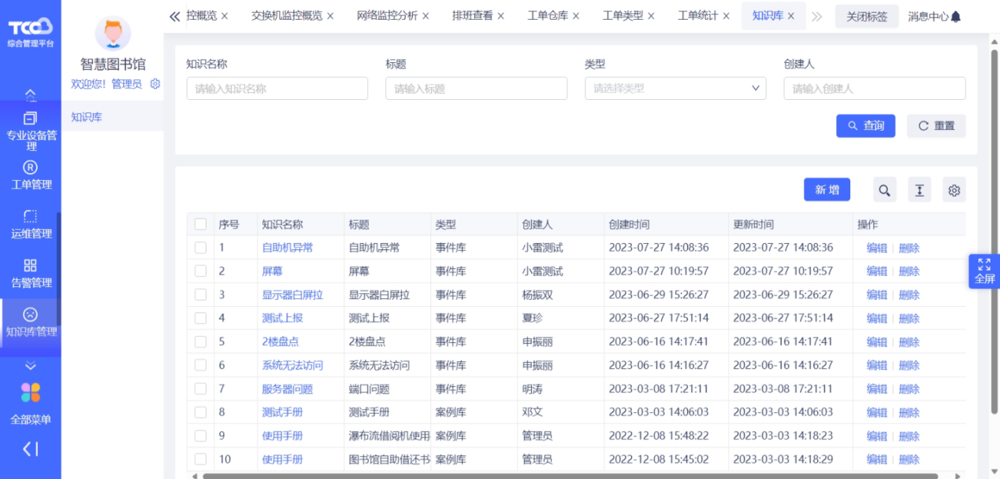 控概览 × 交换机监控概览 × 网络监控分析 × 排班查看 × 工单仓库 × 工单类型 × 工单统计 × 知识库 × 关闭标签 消息中心
TCC
综合管理平台
专业设备管理
工单管理
运维管理
告警管理
知识库管理
全部菜单
智慧图书馆
欢迎您! 管理员
知识库
知识名称 标题 类型 创建人
请输入知识名称 请输入标题 请选择类型 请输入创建人
查询 重置
新增
序号 知识名称 标题 类型 创建人 创建时间 更新时间 操作
1 自助机异常 自助机异常 事件库 小雷测试 2023-07-27 14:08:36 2023-07-27 14:08:36 编辑 | 删除
2 屏幕 屏幕 事件库 小雷测试 2023-07-27 10:19:57 2023-07-27 10:19:57 编辑 | 删除
3 显示器白屏拉 显示器白屏拉 事件库 杨振双 2023-06-29 15:26:27 2023-06-29 15:26:27 编辑 | 删除
4 测试上报 测试上报 事件库 夏珍 2023-06-27 17:51:14 2023-06-27 17:51:14 编辑 | 删除
5 2楼盘点 2楼盘点 事件库 申振丽 2023-06-16 14:17:41 2023-06-16 14:17:41 编辑 | 删除
6 系统无法访问 系统无法访问 事件库 申振丽 2023-06-16 14:16:27 2023-06-16 14:16:27 编辑 | 删除
7 服务器问题 端口问题 事件库 明涛 2023-03-08 17:21:11 2023-03-08 17:21:11 编辑 | 删除
8 测试手册 测试手册 案例库 邓文 2023-03-03 14:06:03 2023-03-03 14:06:03 编辑 | 删除
9 使用手册 瀑布流借阅机使用 案例库 管理员 2022-12-08 15:48:22 2023-03-03 14:18:23 编辑 | 删除
10 使用手册 图书馆自助借还书 案例库 管理员 2022-12-08 15:45:02 2023-03-03 14:18:29 编辑 | 删除
全屏